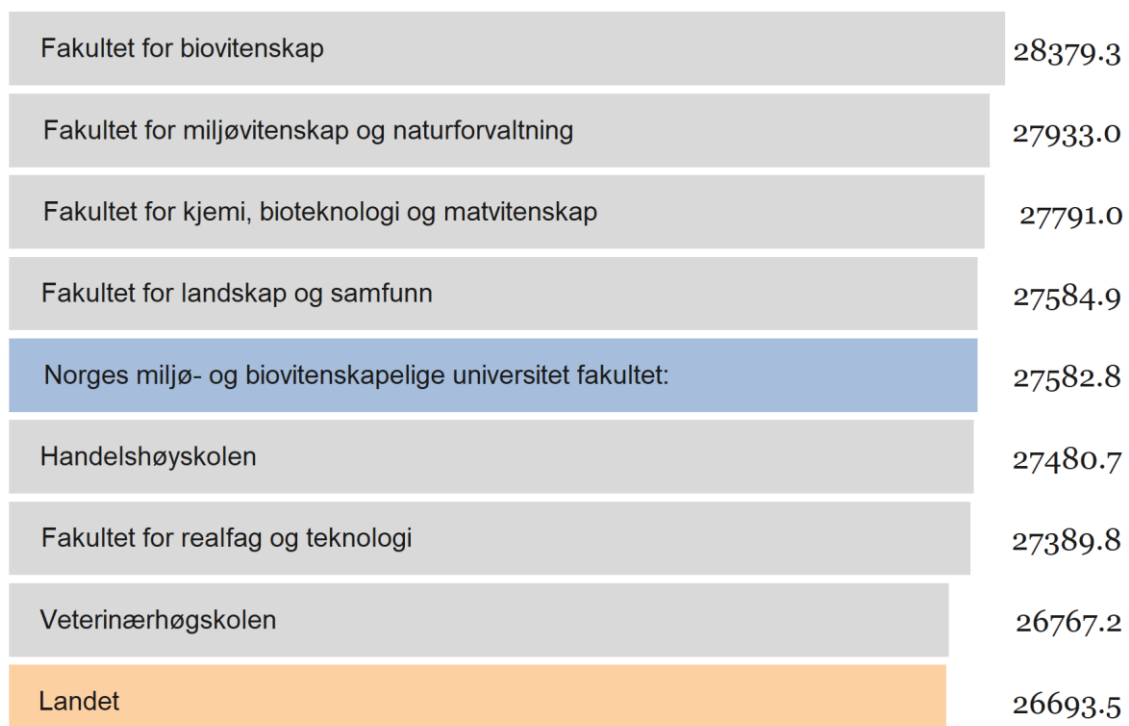 Fakultet for biovitenskap 28379.3
Fakultet for miljøvitenskap og naturforvaltning 27933.0
Fakultet for kjemi, bioteknologi og matvitenskap 27791.0
Fakultet for landskap og samfunn 27584.9
Norges miljø- og biovitenskapelige universitet fakultet: 27582.8
Handelshøyskolen 27480.7
Fakultet for realfag og teknologi 27389.8
Veterinærhøgskolen 26767.2
Landet 26693.5